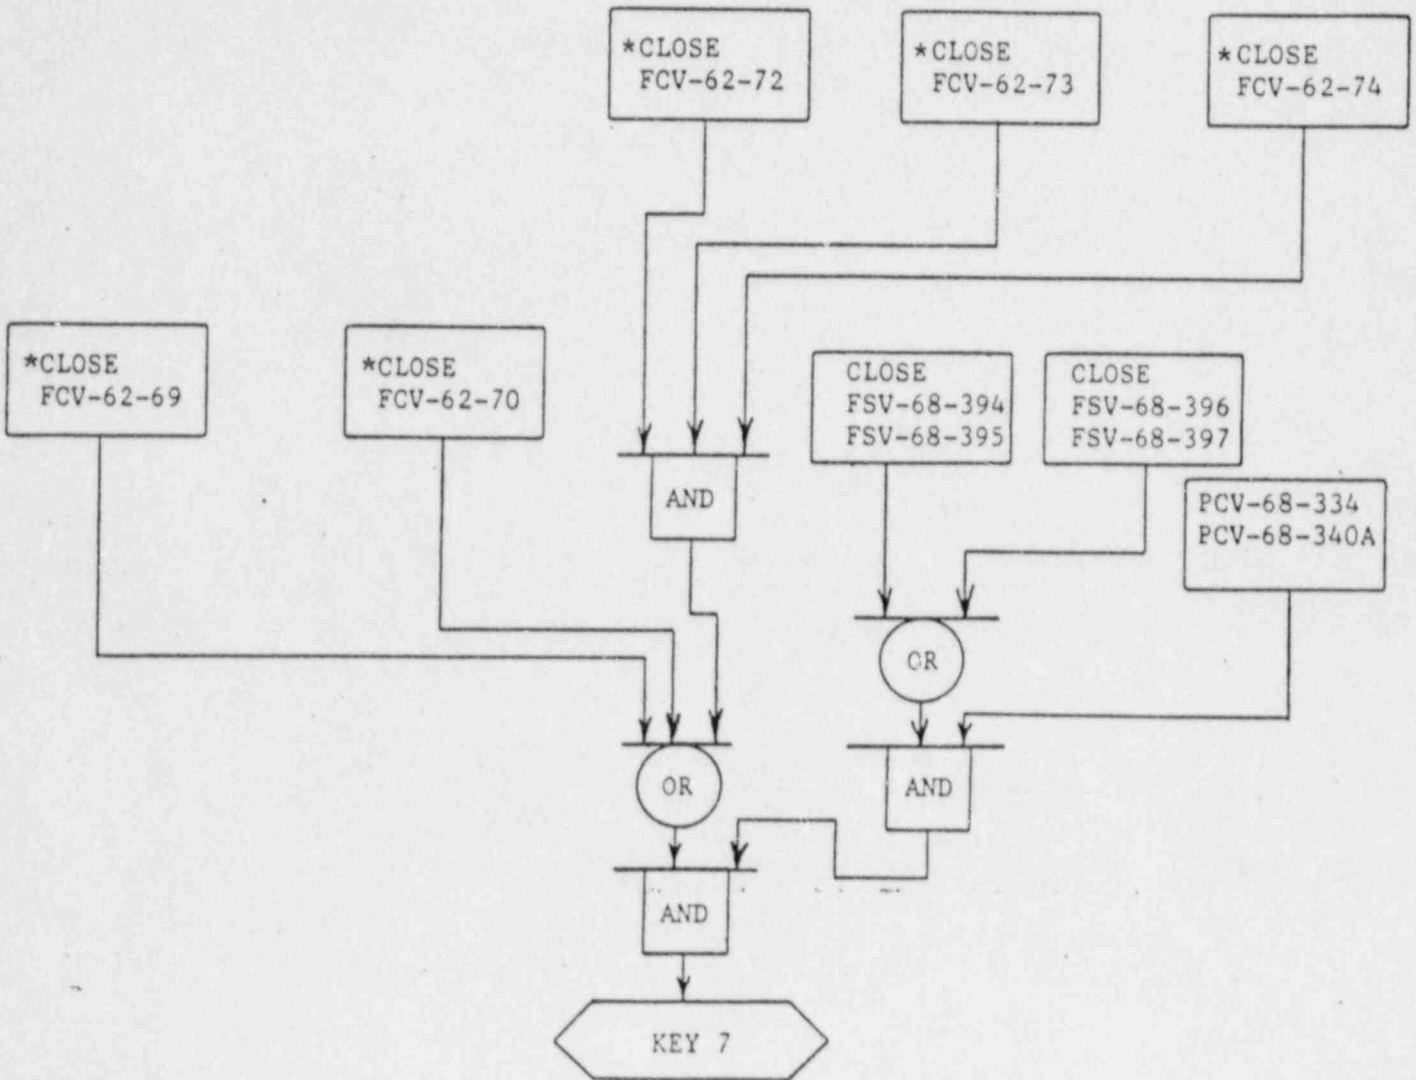 *CLOSE
FCV-62-72
*CLOSE
FCV-62-73
*CLOSE
FCV-62-74
*CLOSE
FCV-62-69
*CLOSE
FCV-62-70
CLOSE
FSV-68-394
FSV-68-395
CLOSE
FSV-68-396
FSV-68-397
PCV-68-334
PCV-68-340A
AND
OR
OR
AND
AND
KEY 7